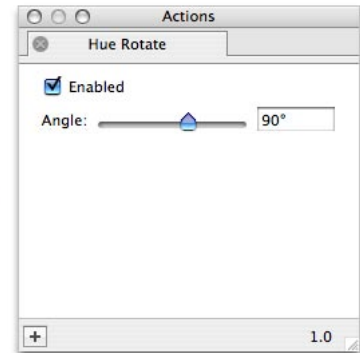 Actions
Hue Rotate
Enabled
Angle: 90°
+ 1.0